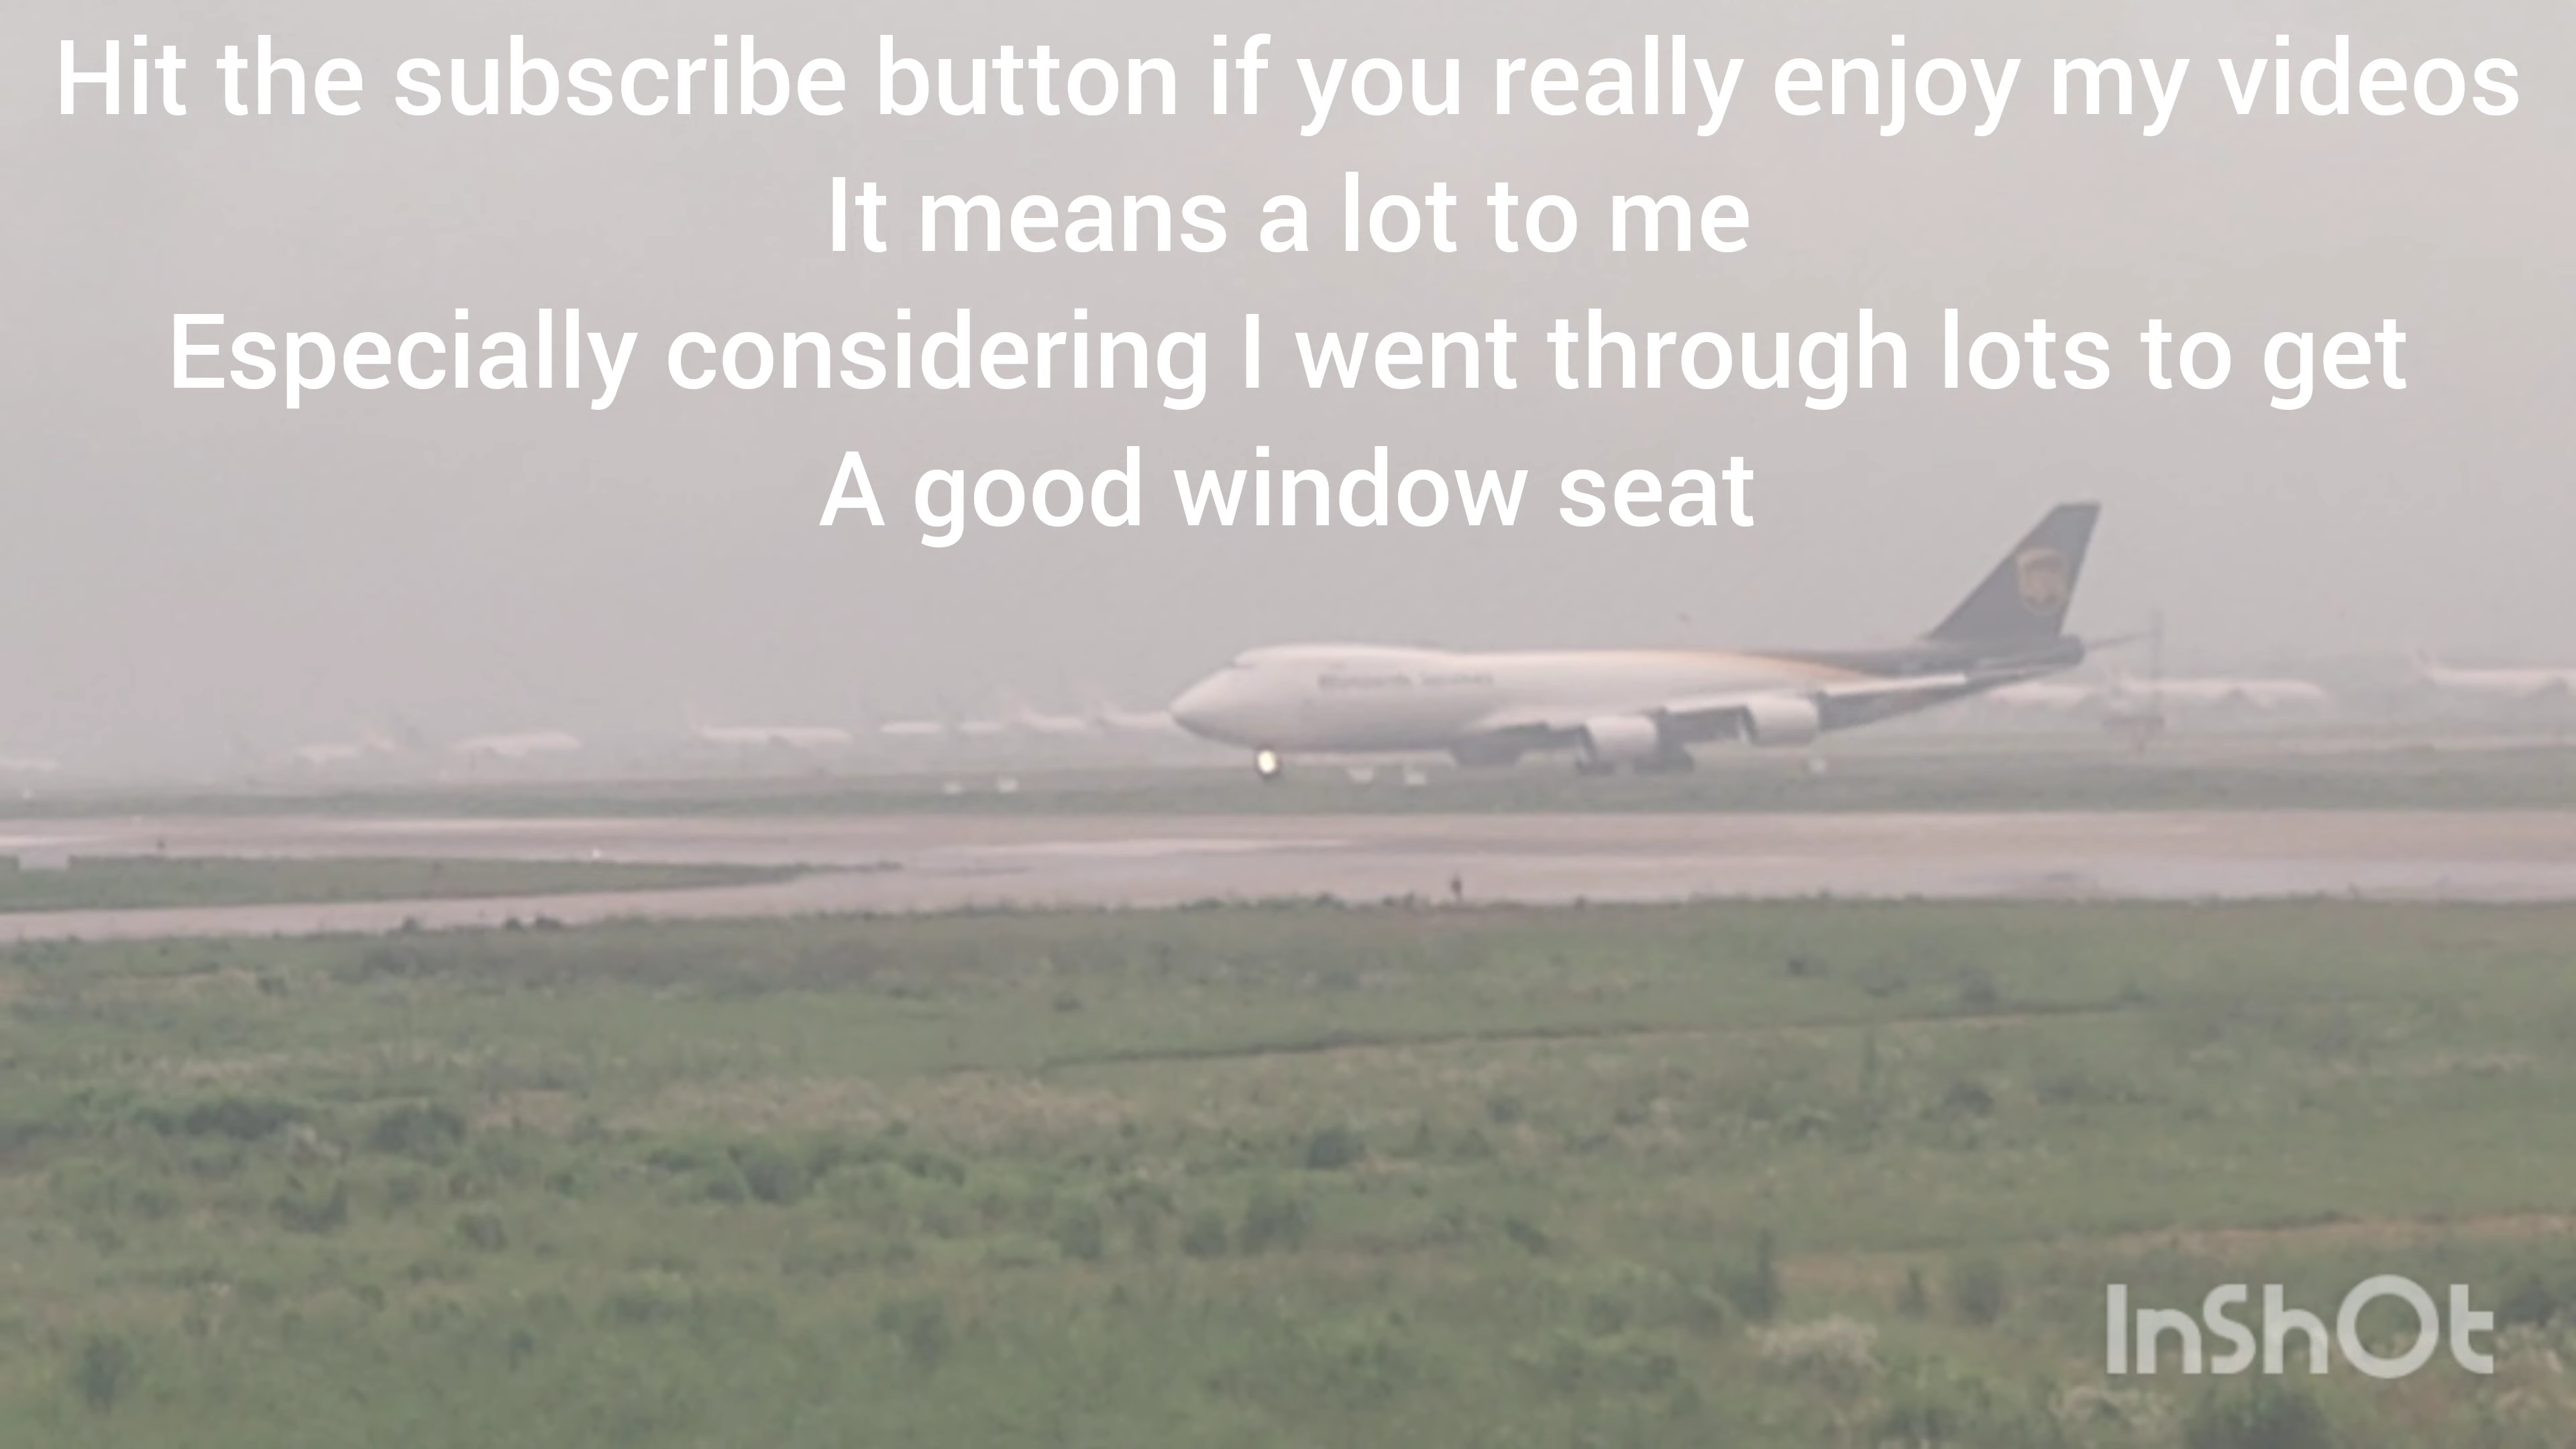 Hit the subscribe button if you really enjoy my videos
It means a lot to me
Especially considering I went through lots to get
A good window seat
InShOt